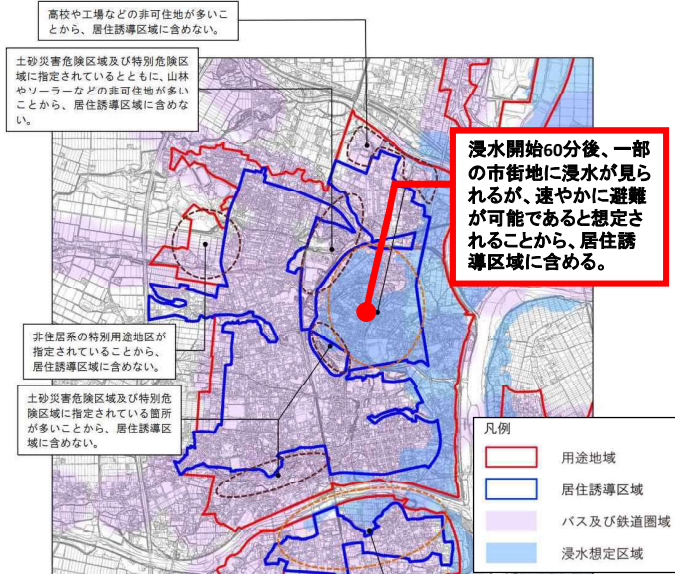 高校や工場などの非可住地が多いこ
とから、居住誘導区域に含めない。
土砂災害危険区域及び特別危険区
域に指定されているとともに、山林
やソーラーなどの非可住地が多い
ことから、居住誘導区域に含めな
い。
浸水開始60分後、一部
の市街地に浸水が見ら
れるが、速やかに避難
が可能であると想定さ
れることから、居住誘
導区域に含める。
非住居系の特別用途地区が
指定されていることから、
居住誘導区域に含めない。
土砂災害危険区域及び特別危
険区域に指定されている箇所
が多いことから、居住誘導区
域に含めない。
凡例
用途地域
居住誘導区域
バス及び鉄道圏域
浸水想定区域